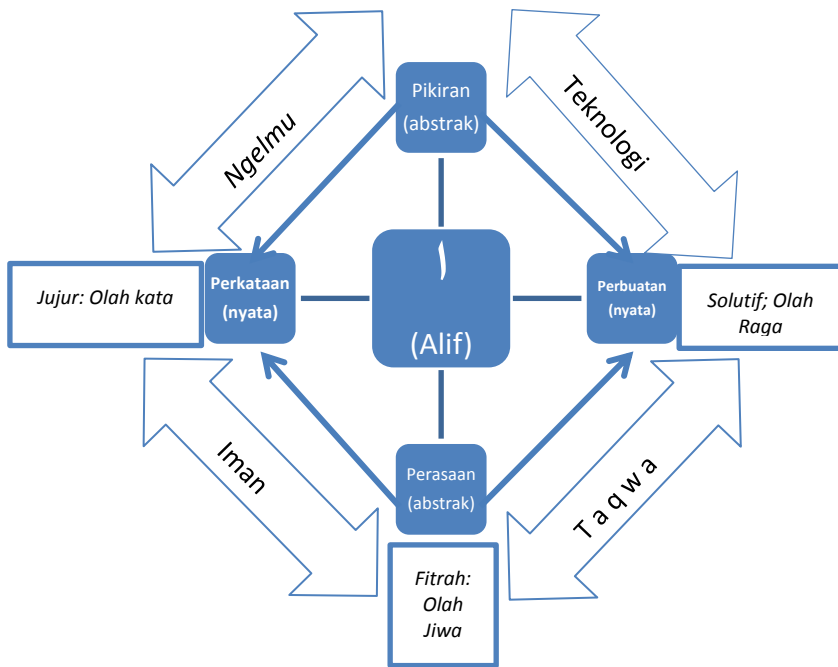 Pikiran
(abstrak)
Ngelmu
Teknologi
Jujur: Olah kata
Perkataan
(nyata)
ا
(Alif)
Perbuatan
(nyata)
Solutif; Olah
Raga
Iman
Perasaan
(abstrak)
T a q w a
Fitrah:
Olah
Jiwa